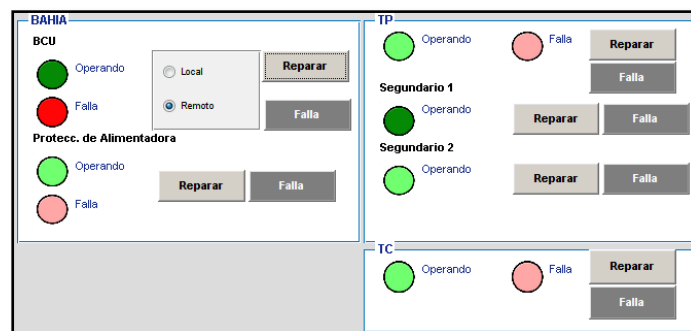 BAHIA
BCU
Operando
Local
Reparar
Falla
Remoto
Falla
Protecc. de Alimentadora
Operando
Reparar
Falla
Falla
TP
Operando
Falla
Reparar
Falla
Segundario 1
Operando
Reparar
Falla
Segundario 2
Operando
Reparar
Falla
TC
Operando
Falla
Reparar
Falla